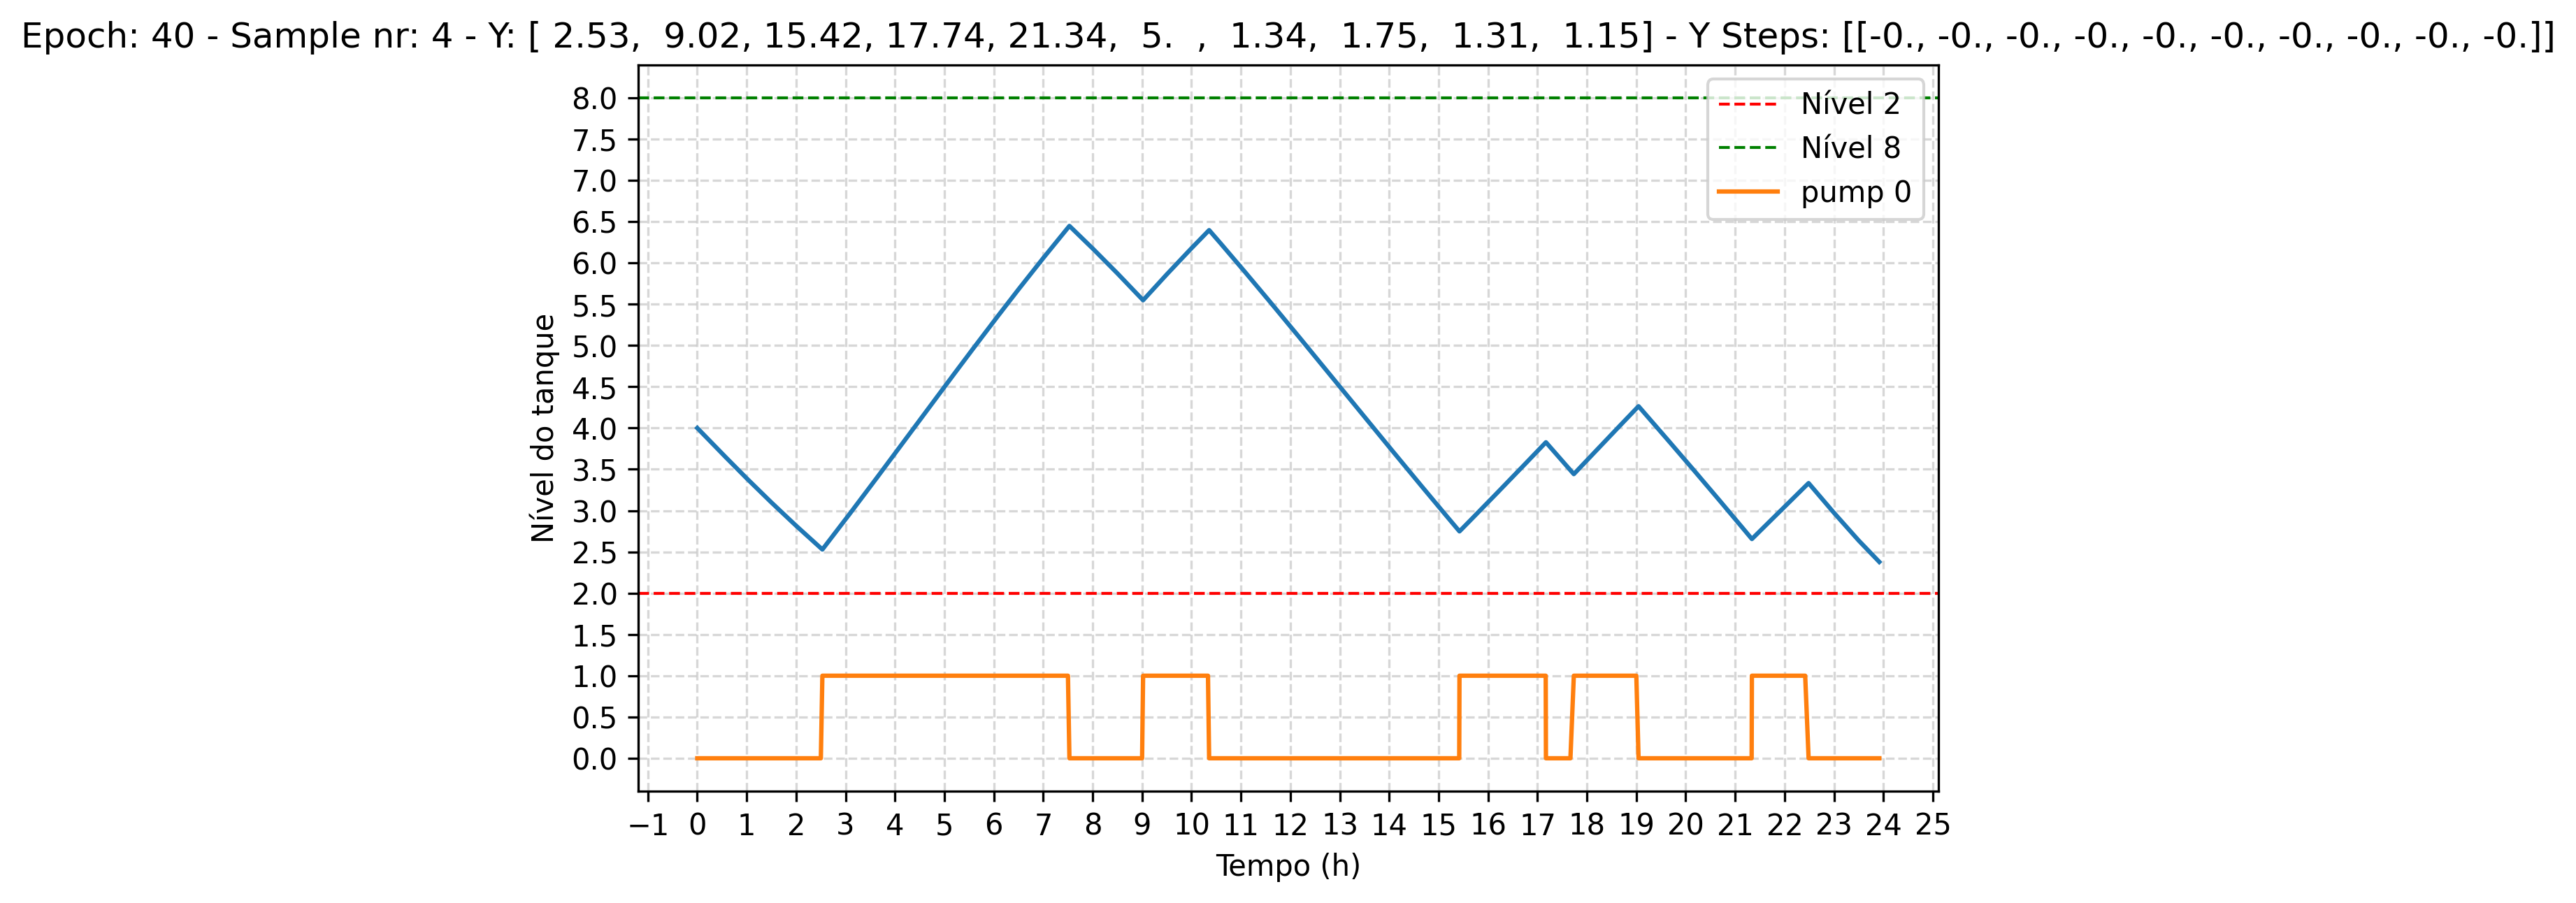 Epoch: 40 - Sample nr: 4 - Y: [ 2.53,  9.02, 15.42, 17.74, 21.34,  5.  ,  1.34,  1.75,  1.31,  1.15] - Y Steps: [[-0., -0., -0., -0., -0., -0., -0., -0., -0., -0.]]
Nível 2
Nível 8
pump 0
8.0
7.5
7.0
6.5
6.0
5.5
5.0
4.5
4.0
3.5
3.0
2.5
2.0
1.5
1.0
0.5
0.0
Nível do tanque
−1 0 1 2 3 4 5 6 7 8 9 10 11 12 13 14 15 16 17 18 19 20 21 22 23 24 25
Tempo (h)